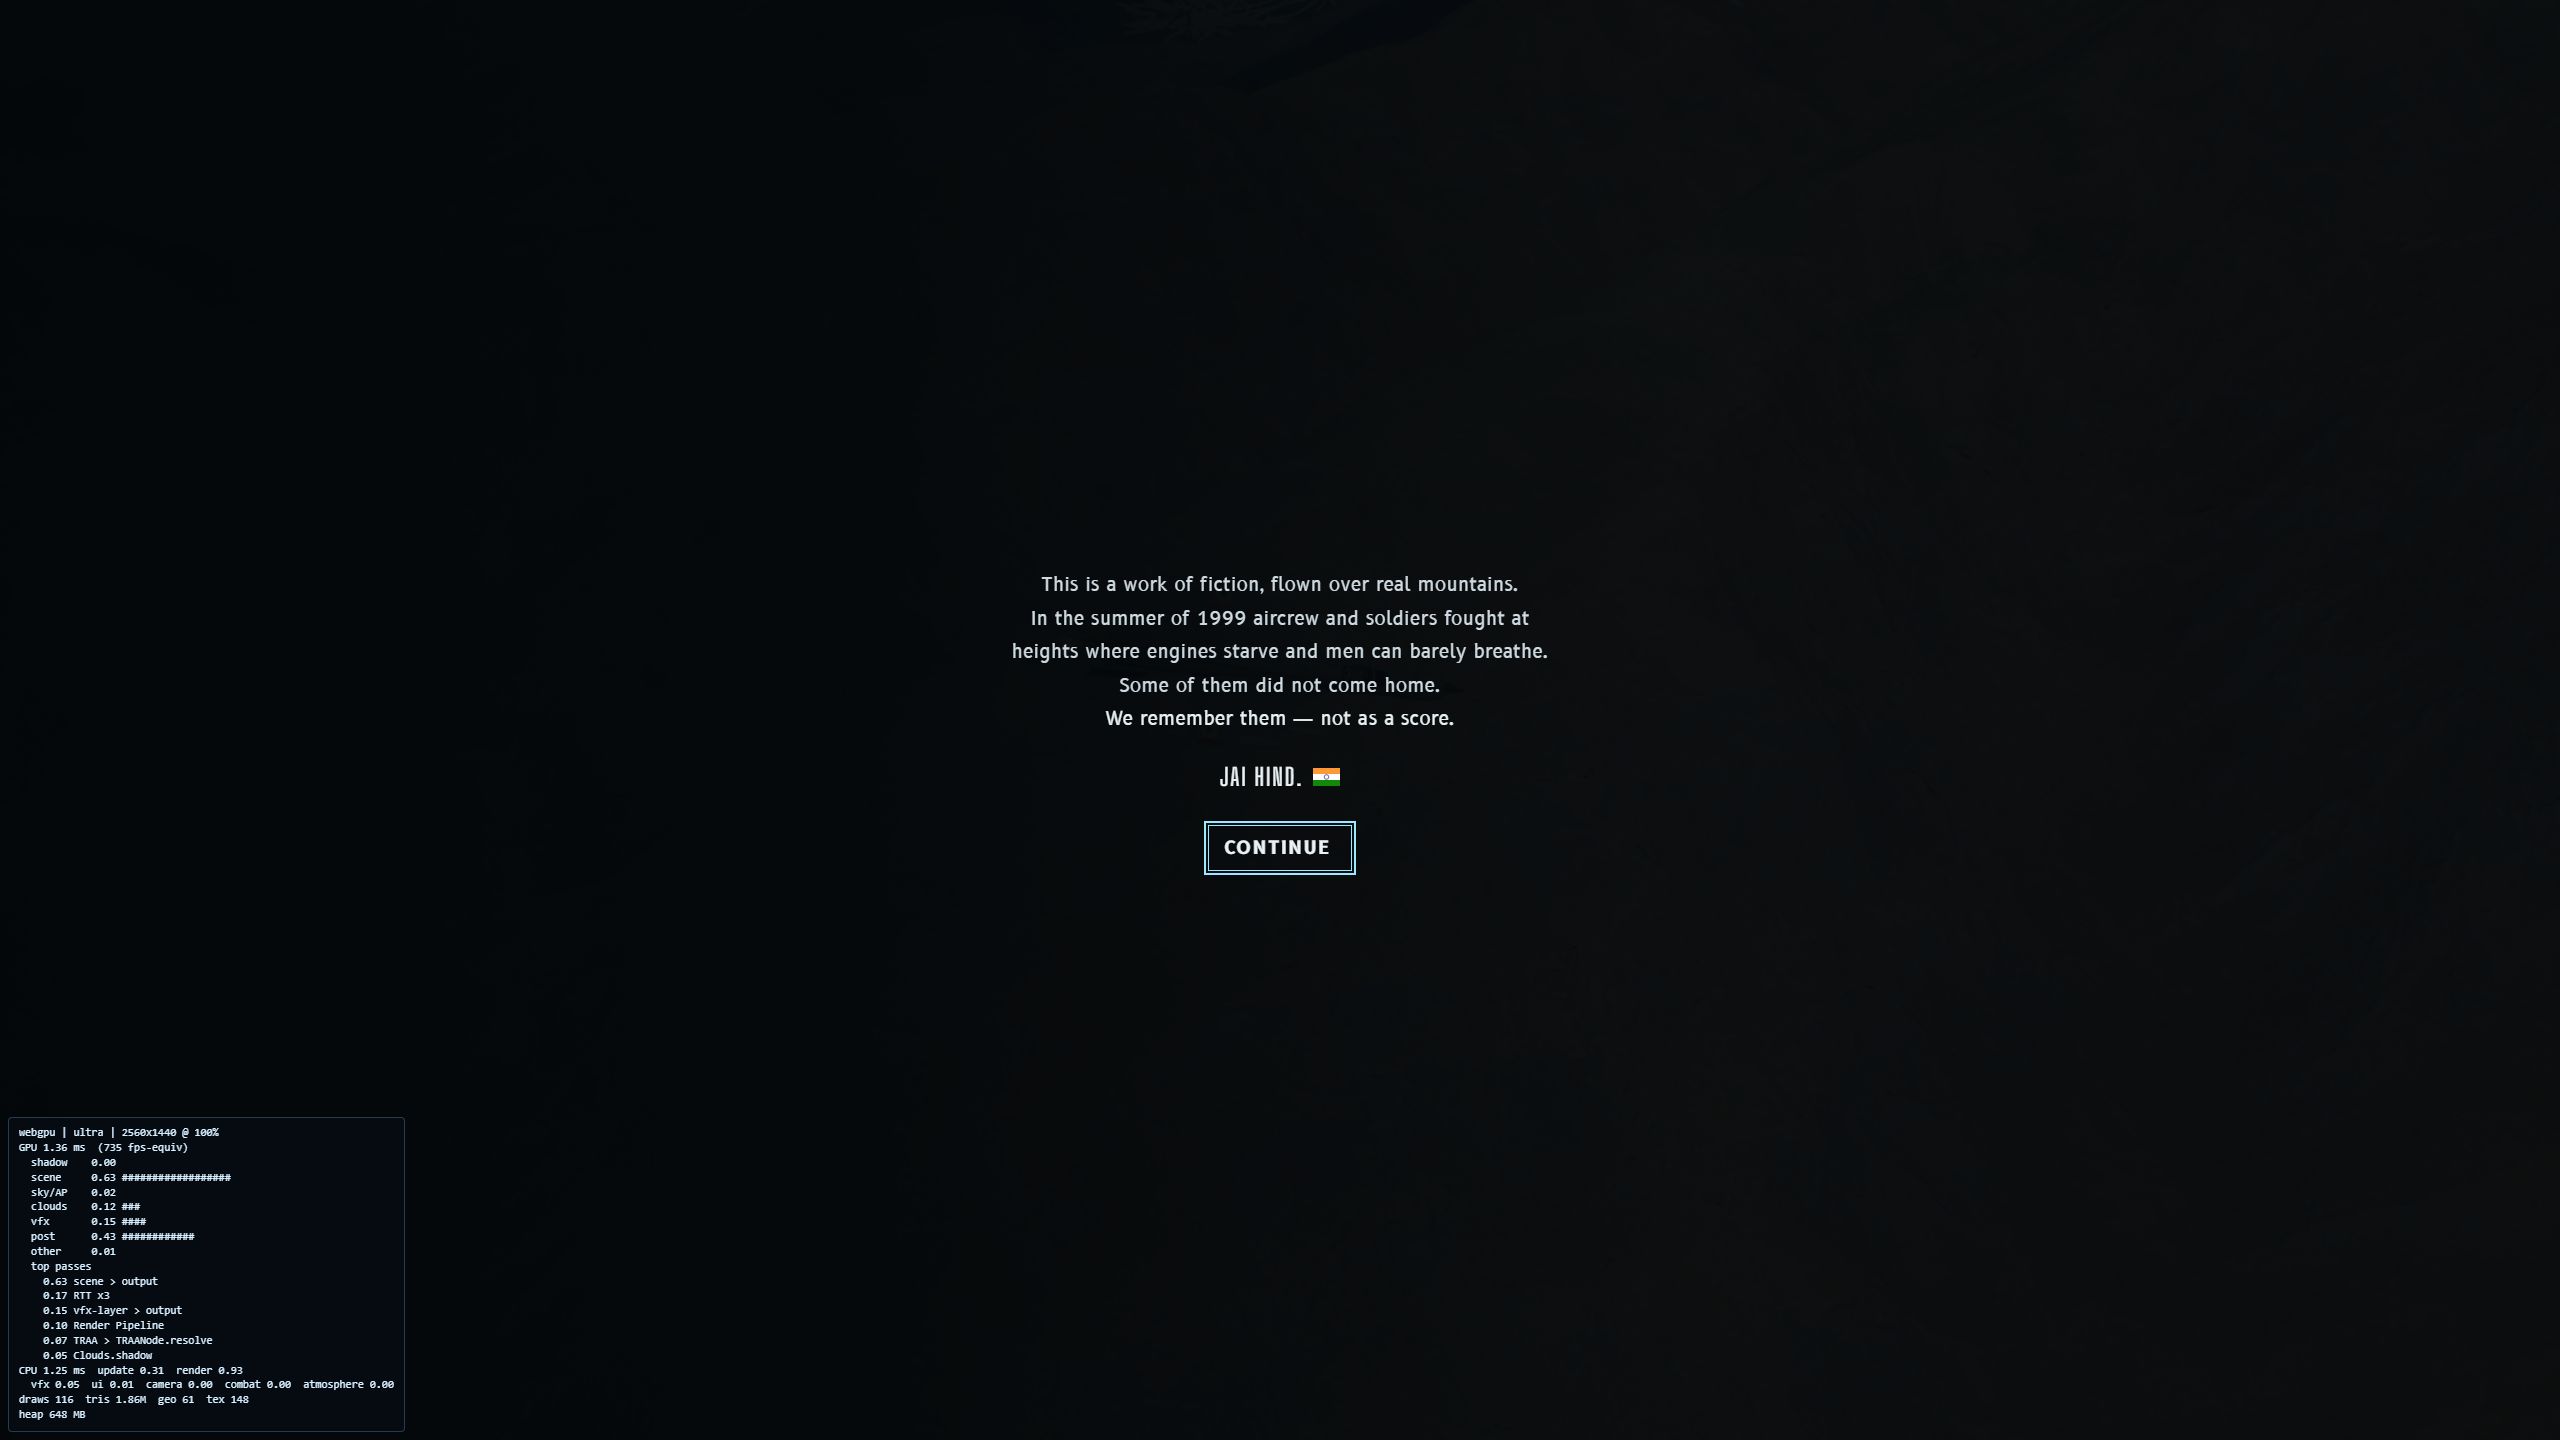 This is a work of fiction, flown over real mountains.
In the summer of 1999 aircrew and soldiers fought at
heights where engines starve and men can barely breathe.
Some of them did not come home.
We remember them — not as a score.
JAI HIND.
CONTINUE
webgpu | ultra | 2560x1440 @ 100%
GPU 1.36 ms (735 fps-equiv)
shadow 0.00
scene 0.63 ##################
sky/AP 0.02
clouds 0.12 ###
vfx 0.15 ####
post 0.43 ############
other 0.01
top passes
0.63 scene > output
0.17 RTT x3
0.15 vfx-layer > output
0.10 Render Pipeline
0.07 TRAA > TRAANode.resolve
0.05 Clouds.shadow
CPU 1.25 ms update 0.31 render 0.93
vfx 0.05 ui 0.01 camera 0.00 combat 0.00 atmosphere 0.00
draws 116 tris 1.86M geo 61 tex 148
heap 648 MB